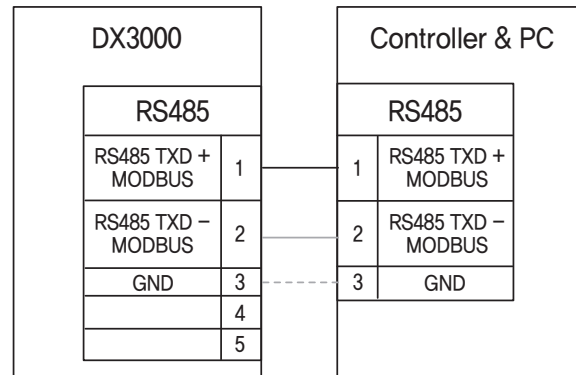 DX3000
Controller & PC
RS485
RS485 TXD +
MODBUS
1
RS485 TXD −
MODBUS
2
GND
3
4
5
RS485
1
RS485 TXD +
MODBUS
2
RS485 TXD −
MODBUS
3
GND